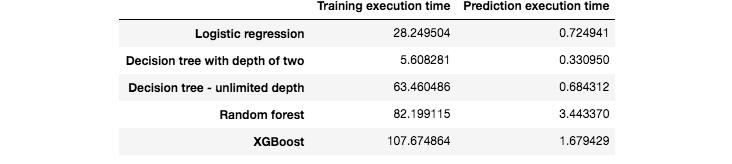 Training execution time Prediction execution time
Logistic regression 28.249504 0.724941
Decision tree with depth of two 5.608281 0.330950
Decision tree - unlimited depth 63.460486 0.684312
Random forest 82.199115 3.443370
XGBoost 107.674864 1.679429